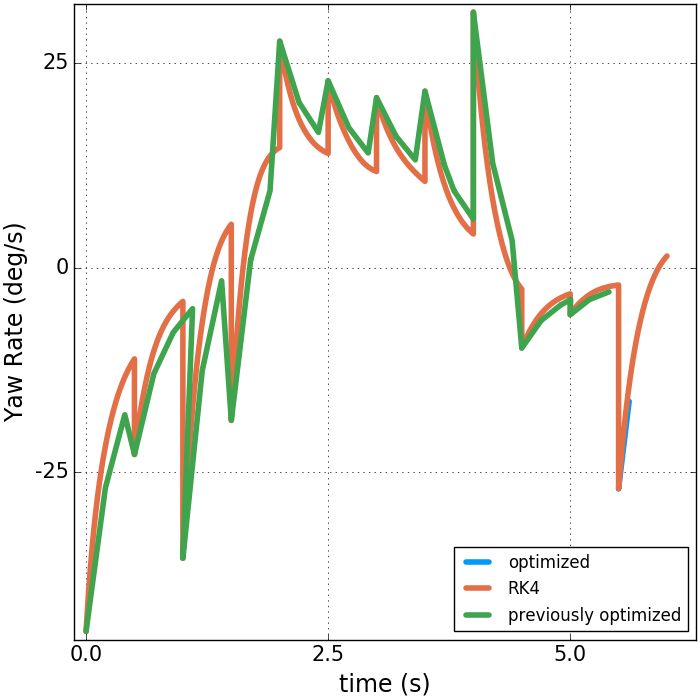 25
0
-25
Yaw Rate (deg/s)
0.0
2.5
5.0
time (s)
optimized
RK4
previously optimized